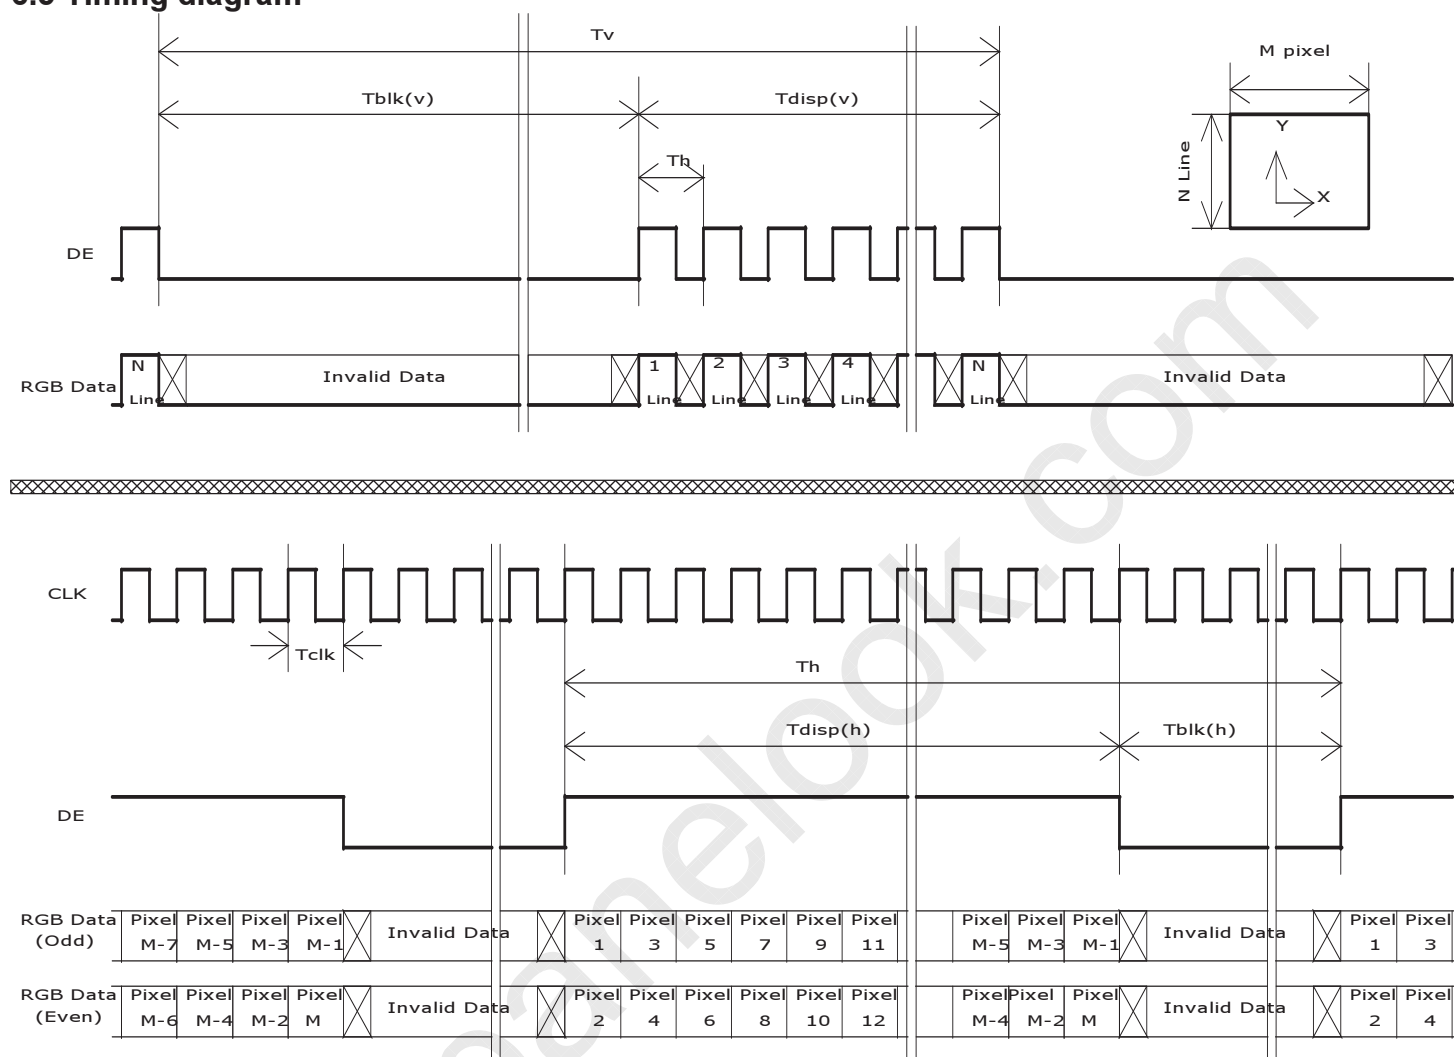 Timing diagram
Tv
M pixel
Tblk(v) Tdisp(v)
Y
Th
N Line
X
DE
N 1 2 3 4 N
RGB Data Invalid Data Invalid Data
Line Line Line Line Line Line
CLK
Tclk
Th
Tdisp(h) Tblk(h)
DE
RGB Data Pixel Pixel Pixel Pixel Pixel Pixel Pixel Pixel Pixel Pixel Pixel Pixel Pixel Pixel Pixel
(Odd) M-7 M-5 M-3 M-1 Invalid Data 1 3 5 7 9 11 M-5 M-3 M-1 Invalid Data 1 3
RGB Data Pixel Pixel Pixel Pixel Pixel Pixel Pixel Pixel Pixel Pixel Pixel Pixel Pixel Pixel Pixel
(Even) M-6 M-4 M-2 M Invalid Data 2 4 6 8 10 12 M-4 M-2 M Invalid Data 2 4
panelook.com